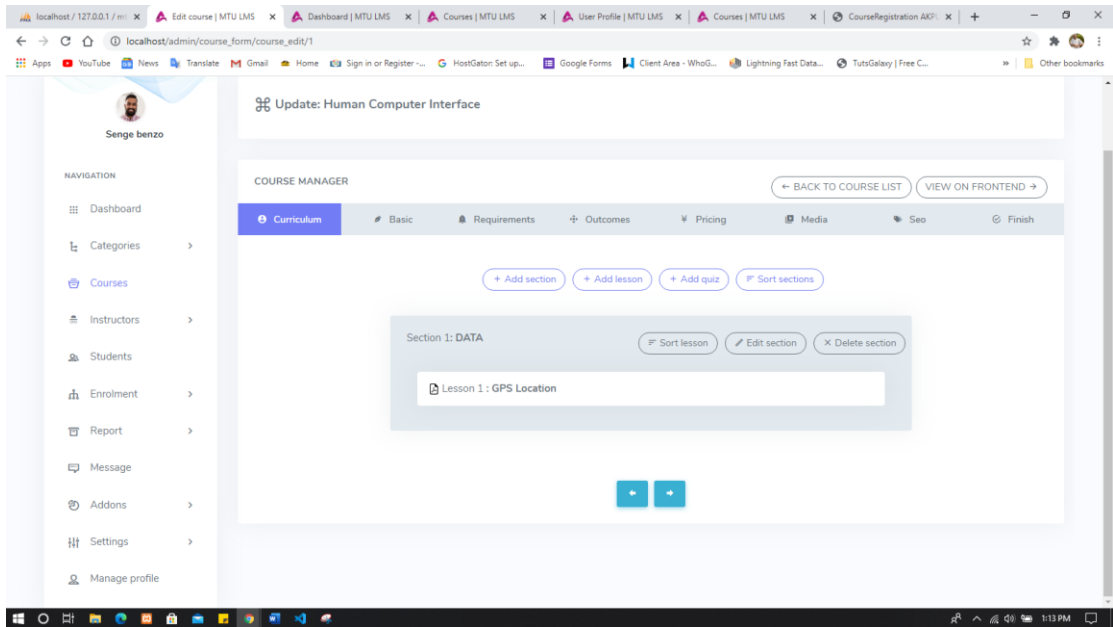 localhost / 127.0.0.1 / m
Edit course | MTU LMS
Dashboard | MTU LMS
Courses | MTU LMS
User Profile | MTU LMS
Courses | MTU LMS
CourseRegistration AKP
localhost/admin/course_form/course_edit/1
Apps YouTube News Translate Gmail Home Sign in or Register -... HostGator: Set up... Google Forms Client Area - WhoG... Lightning Fast Data... TutsGalaxy | Free C... » Other bookmarks
Senge benzo
NAVIGATION
Dashboard
Categories
Courses
Instructors
Students
Enrolment
Report
Message
Addons
Settings
Manage profile
Update: Human Computer Interface
COURSE MANAGER
← BACK TO COURSE LIST
VIEW ON FRONTEND →
Curriculum Basic Requirements Outcomes Pricing Media Seo Finish
+ Add section + Add lesson + Add quiz Sort sections
Section 1: DATA
Sort lesson Edit section × Delete section
Lesson 1 : GPS Location
1:13 PM